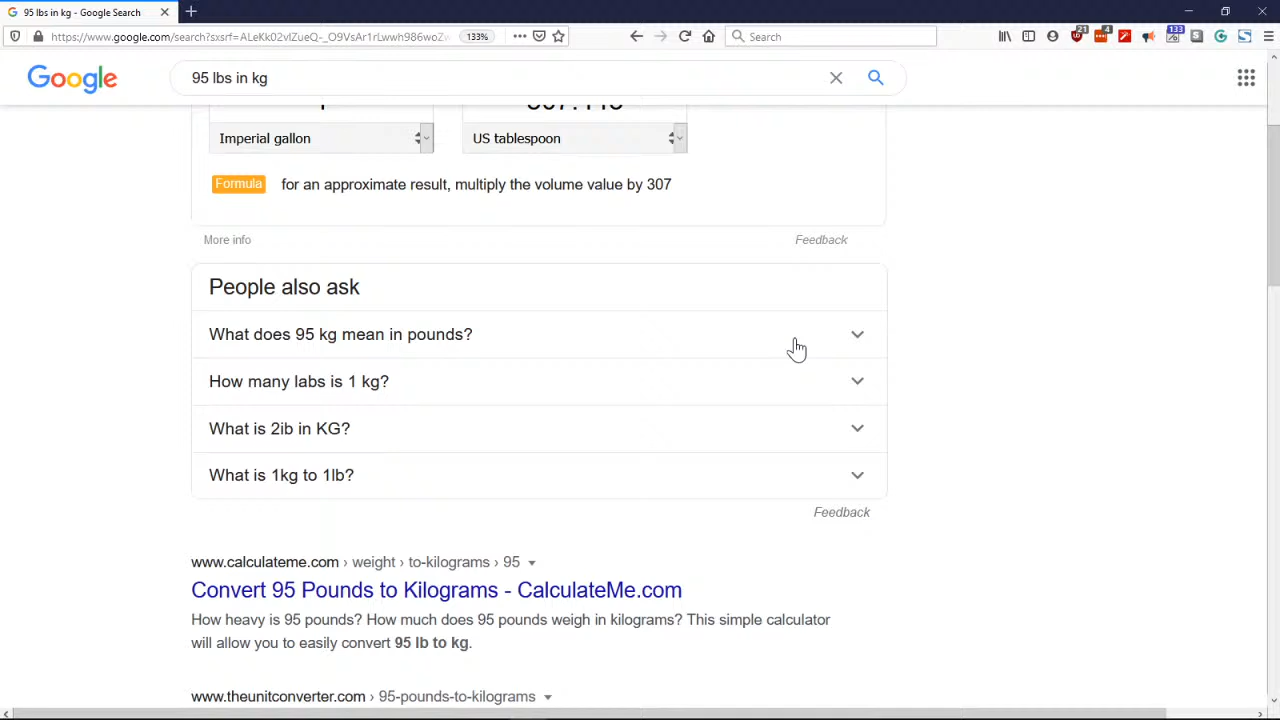 95 lbs in kg - Google Search
https://www.google.com/search?sxsrf=ALeKk02vlZueQ-_O9VsAr1rLwwh986woZ
133%
Search
21
4
133
Google
95 lbs in kg
Imperial gallon
US tablespoon
Formula for an approximate result, multiply the volume value by 307
More info
Feedback
People also ask
What does 95 kg mean in pounds?
How many labs is 1 kg?
What is 2ib in KG?
What is 1kg to 1lb?
Feedback
www.calculateme.com › weight › to-kilograms › 95
Convert 95 Pounds to Kilograms - CalculateMe.com
How heavy is 95 pounds? How much does 95 pounds weigh in kilograms? This simple calculator
will allow you to easily convert 95 lb to kg.
www.theunitconverter.com › 95-pounds-to-kilograms